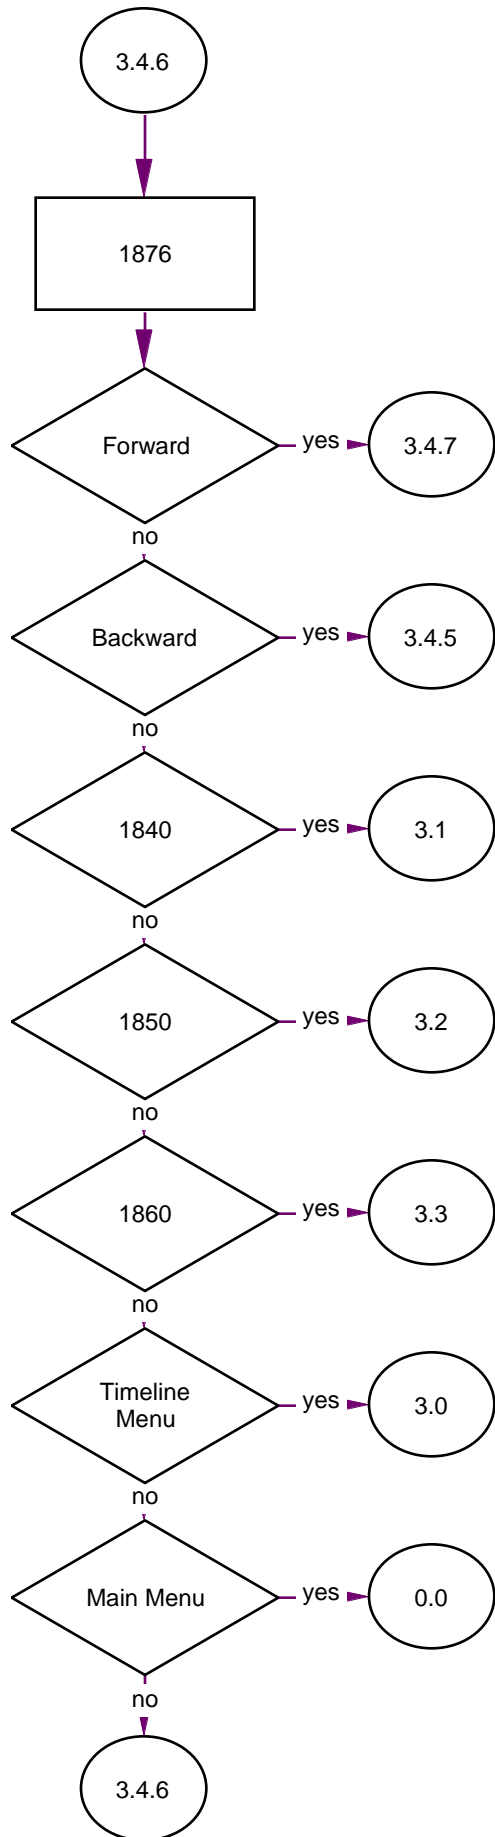 3.4.6
1876
Forward
yes
3.4.7
no
Backward
yes
3.4.5
no
1840
yes
3.1
no
1850
yes
3.2
no
1860
yes
3.3
no
Timeline
Menu
yes
3.0
no
Main Menu
yes
0.0
no
3.4.6